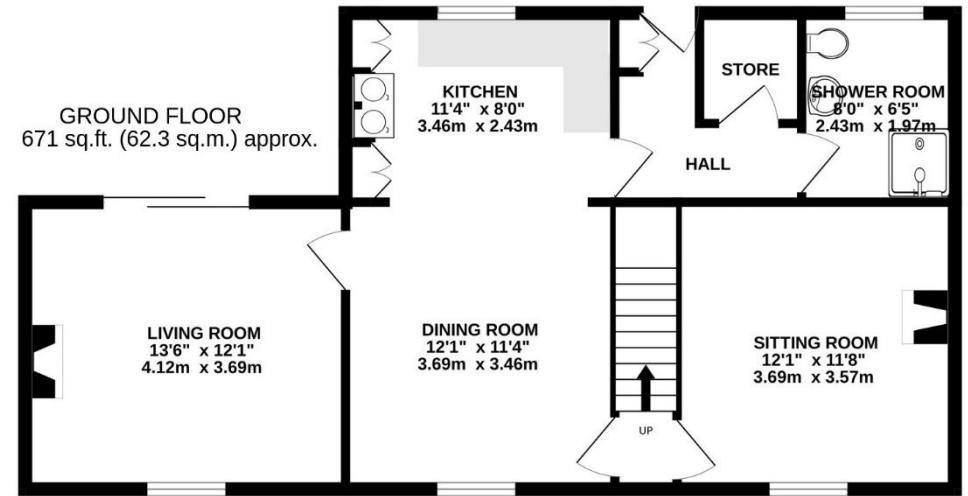 GROUND FLOOR
671 sq.ft. (62.3 sq.m.) approx.
KITCHEN
11'4" x 8'0"
3.46m x 2.43m
STORE
SHOWER ROOM
8'0" x 6'5"
2.43m x 1.97m
HALL
LIVING ROOM
13'6" x 12'1"
4.12m x 3.69m
DINING ROOM
12'1" x 11'4"
3.69m x 3.46m
SITTING ROOM
12'1" x 11'8"
3.69m x 3.57m
UP